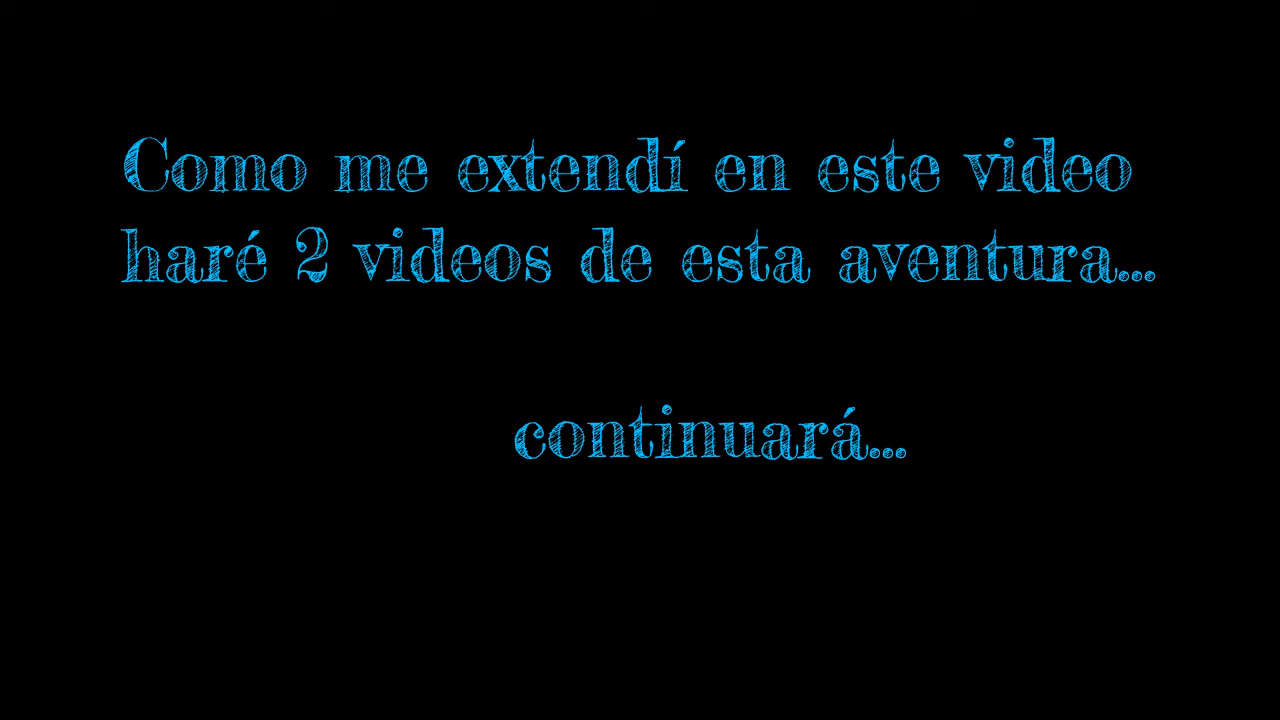 Como me extendí en este video
haré 2 videos de esta aventura...
continuará...